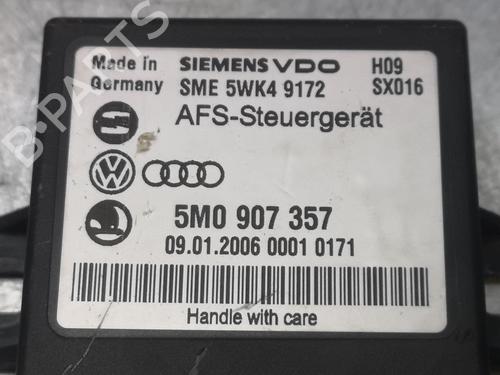 Made in
Germany
SIEMENS VDO H09
SME 5WK4 9172 SX016
AFS-Steuergerät
5M0 907 357
09.01.2006 0001 0171
Handle with care
B-PARTS